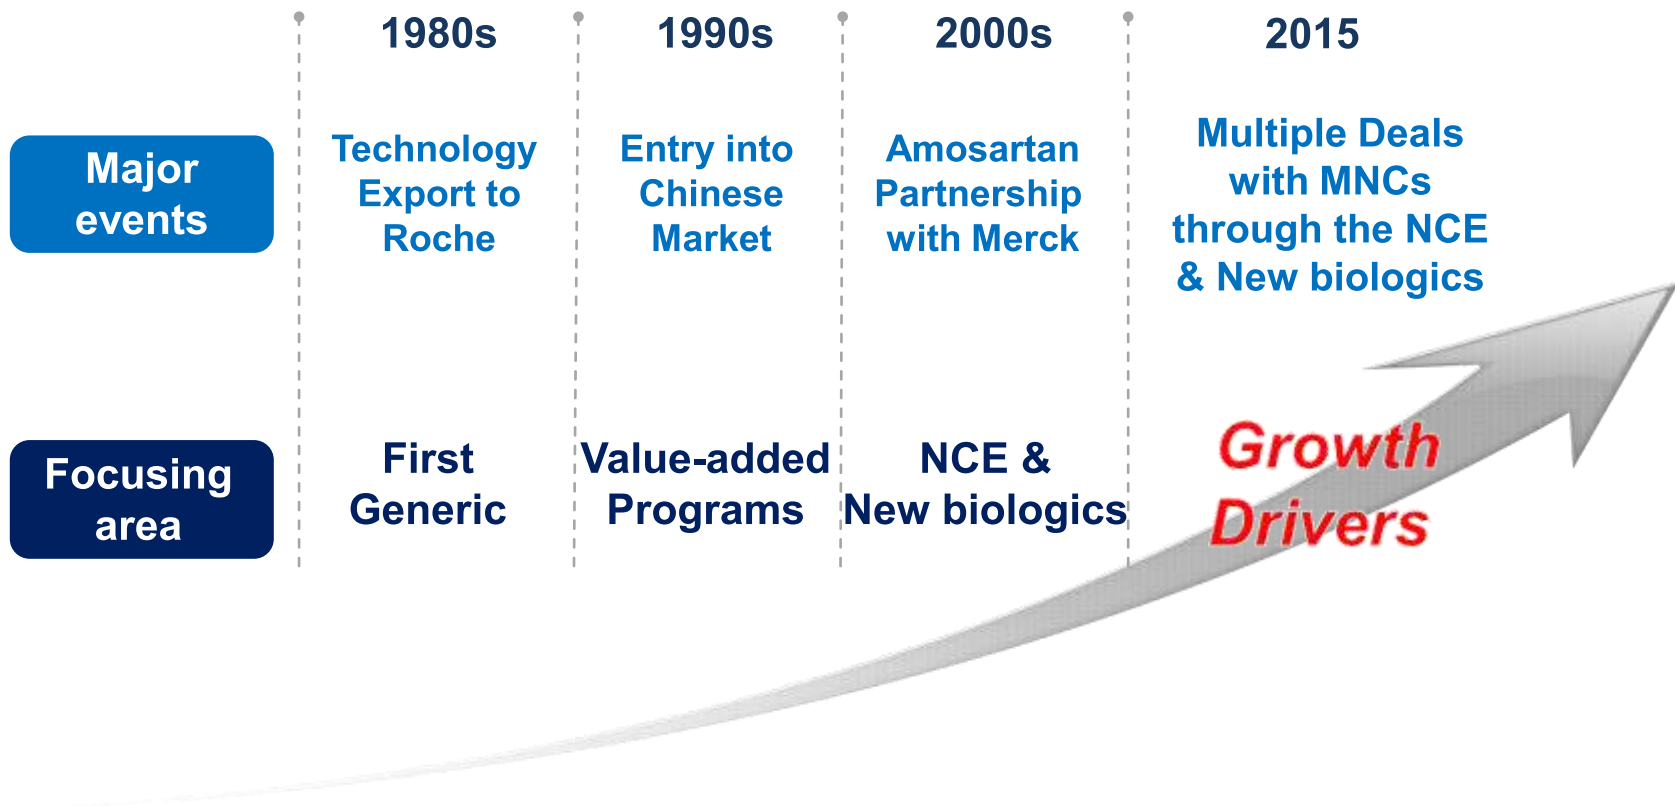 1980s
1990s
2000s
2015
Major
events
Technology
Export to
Roche
Entry into
Chinese
Market
Amosartan
Partnership
with Merck
Multiple Deals
with MNCs
through the NCE
& New biologics
Focusing
area
First
Generic
Value-added
Programs
NCE &
New biologics
Growth
Drivers